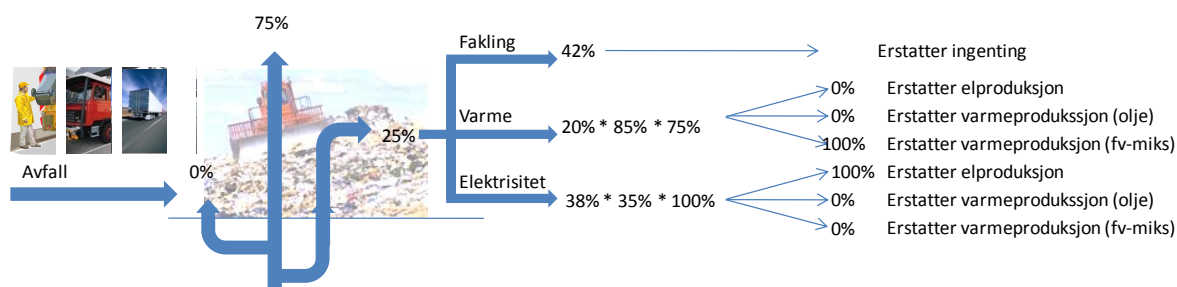 75%
Fakling
42%
Erstatter ingenting
0%
Erstatter elproduksjon
0%
Erstatter varmeprodukssjon (olje)
Varme
25%
20% * 85% * 75%
100%
Erstatter varmeproduksjon (fv-miks)
Avfall
0%
Elektrisitet
38% * 35% * 100%
100%
Erstatter elproduksjon
0%
Erstatter varmeprodukssjon (olje)
0%
Erstatter varmeproduksjon (fv-miks)